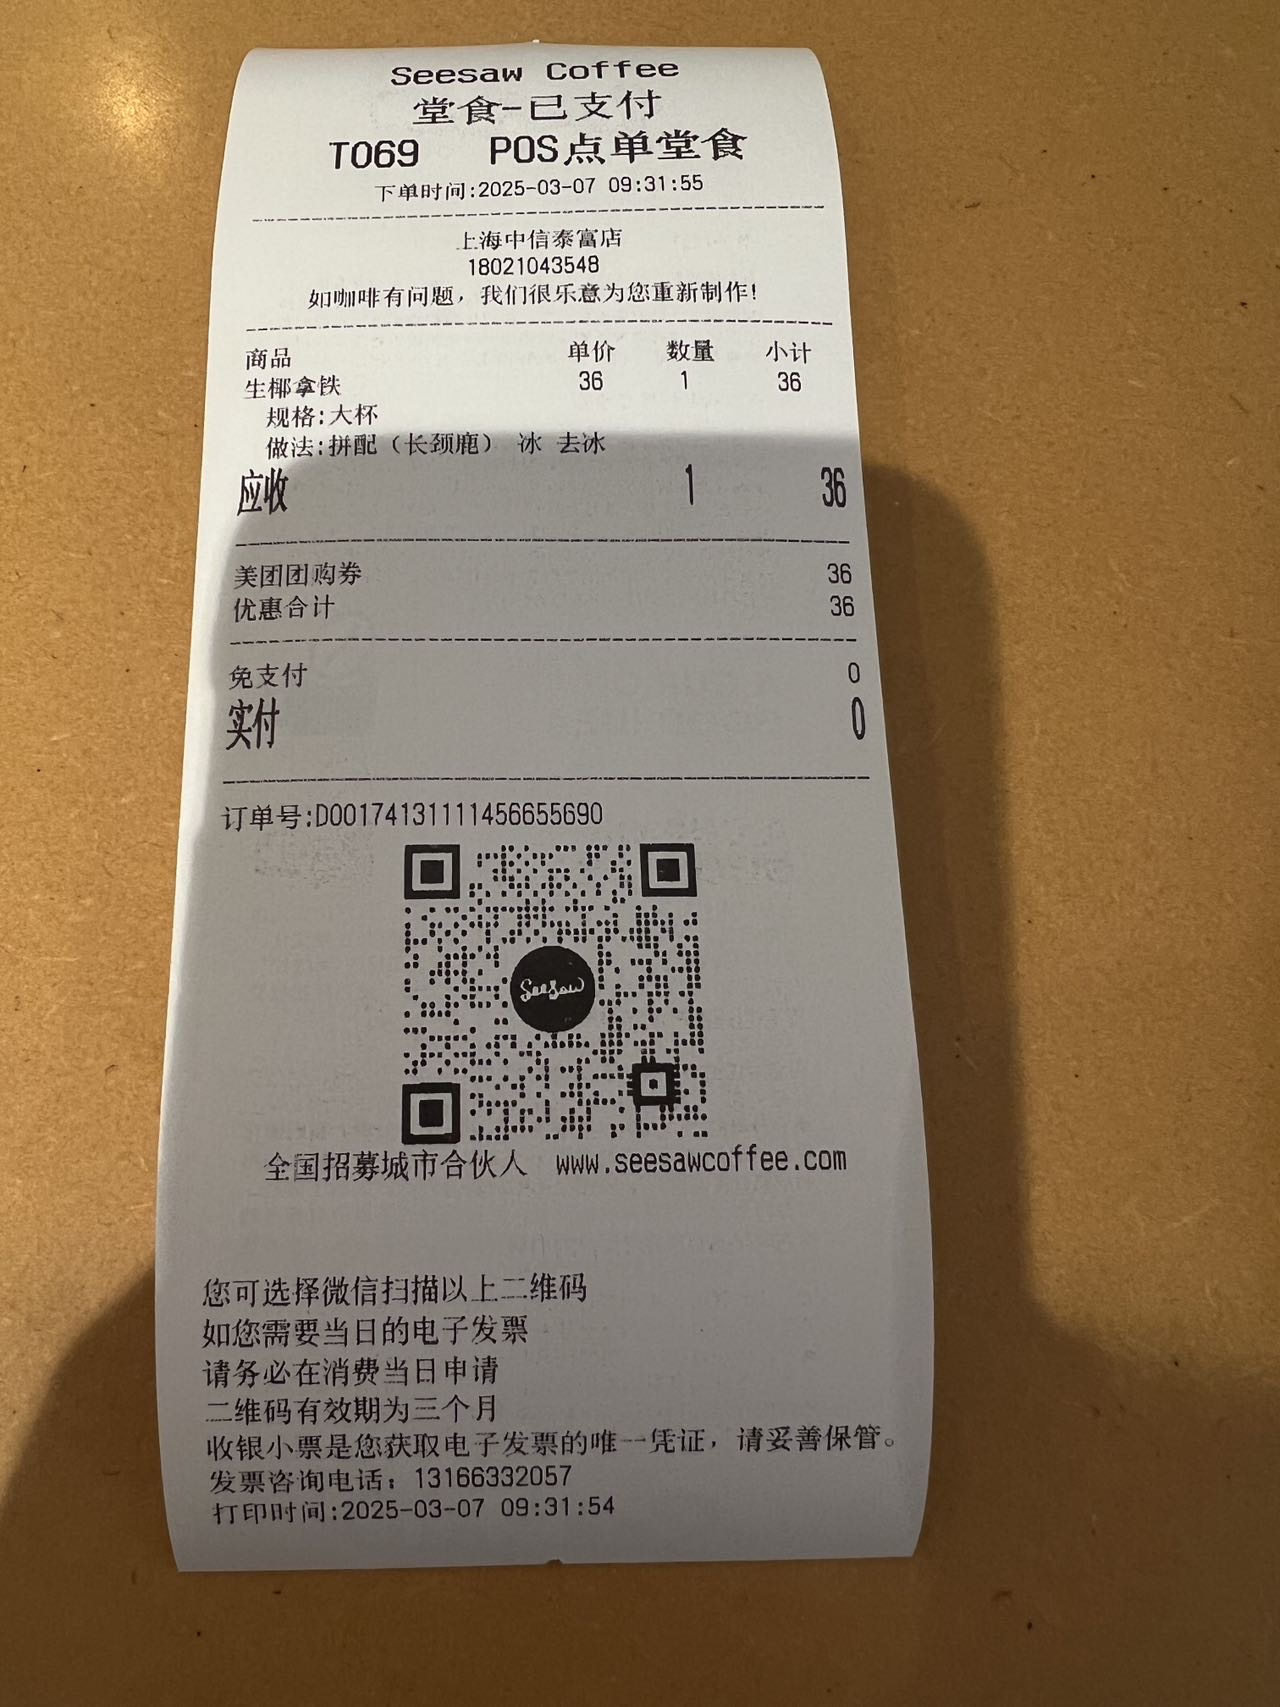 Seesaw Coffee
堂食-已支付
T069 POS点单堂食
下单时间:2025-03-07 09:31:55
上海中信泰富店
18021043548
如咖啡有问题，我们很乐意为您重新制作!
商品 单价 数量 小计
生椰拿铁 36 1 36
规格:大杯
做法:拼配（长颈鹿） 冰 去冰
应收 1 36
美团团购券 36
优惠合计 36
免支付 0
实付 0
订单号:D001741311111456655690
SeeSaw
全国招募城市合伙人 www.seesawcoffee.com
您可选择微信扫描以上二维码
如您需要当日的电子发票
请务必在消费当日申请
二维码有效期为三个月
收银小票是您获取电子发票的唯一凭证，请妥善保管。
发票咨询电话：13166332057
打印时间:2025-03-07 09:31:54